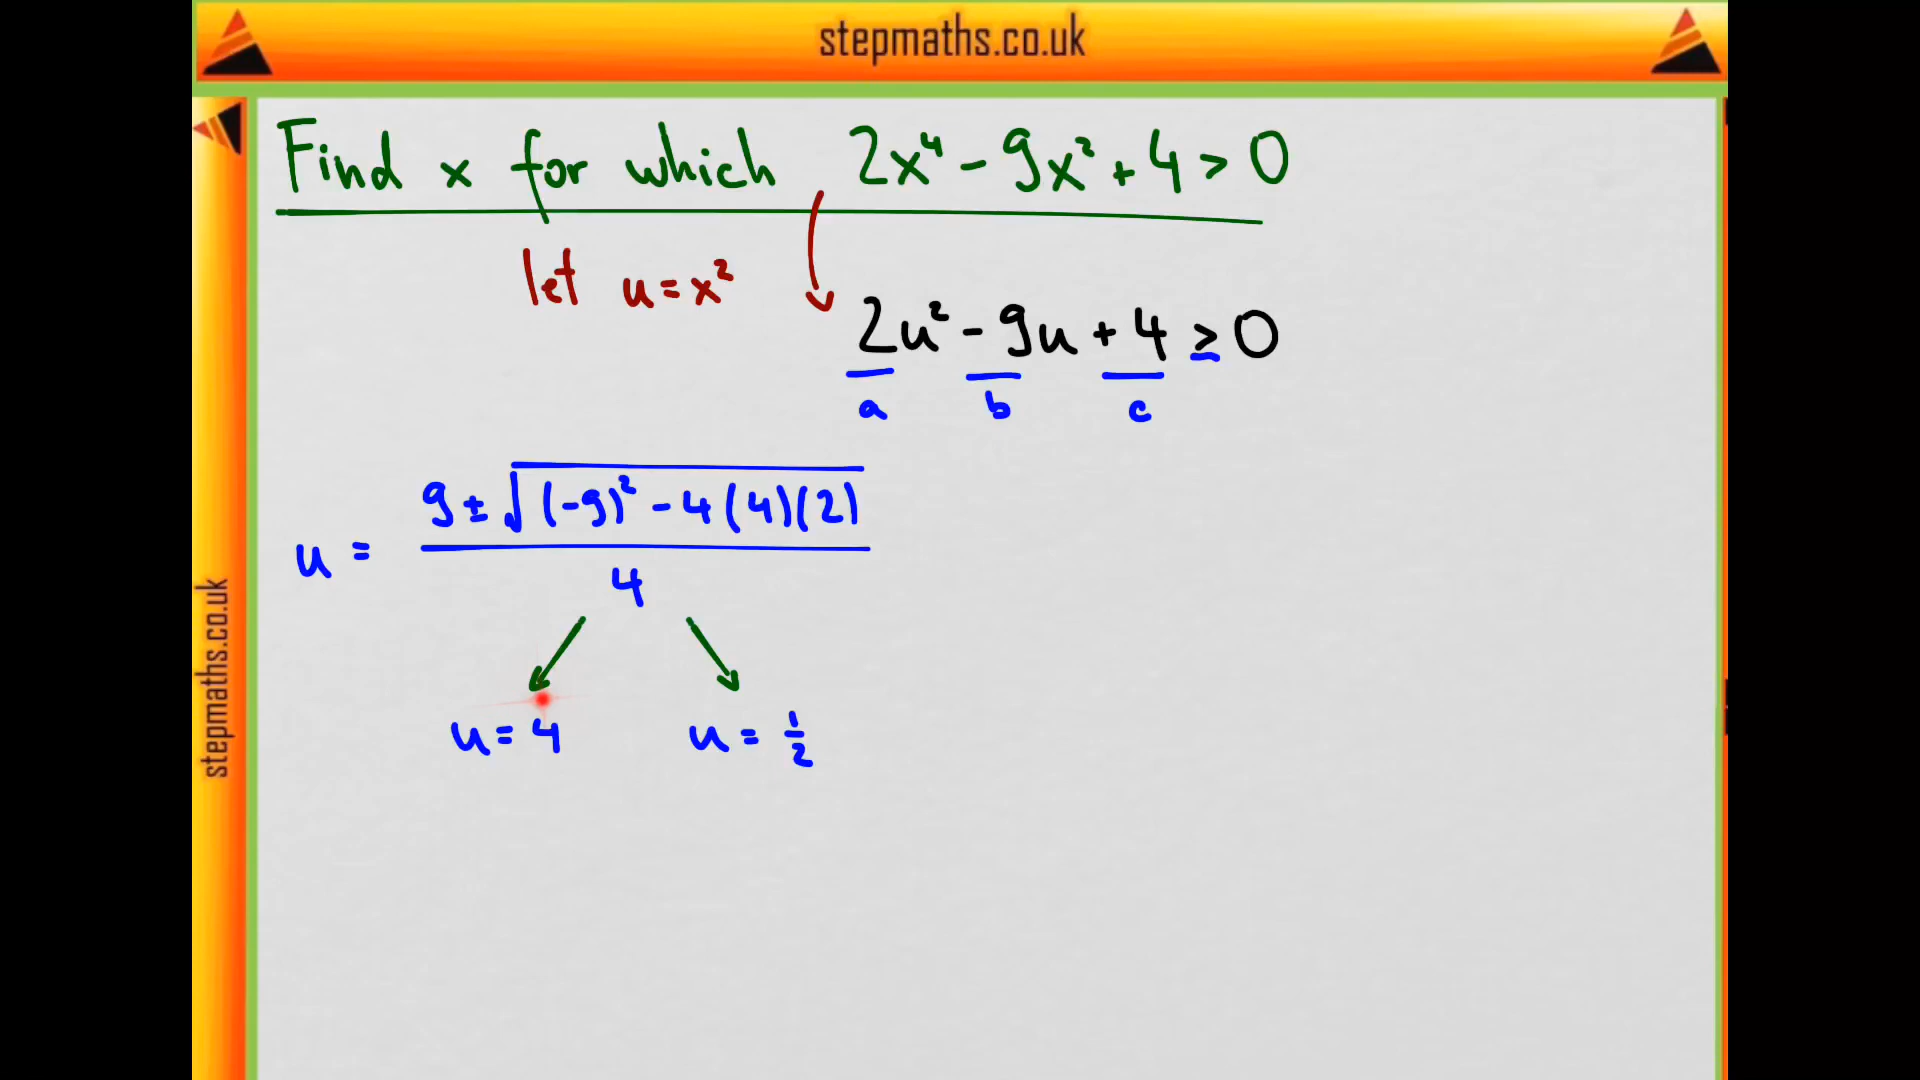 stepmaths.co.uk
Find x for which 2x⁴ - 9x² + 4 > 0
let u = x²
2u² - 9u + 4 > 0
a b c
u = (9 ± √((-9)² - 4(4)(2))) / 4
u = 4 u = 1/2
stepmaths.co.uk